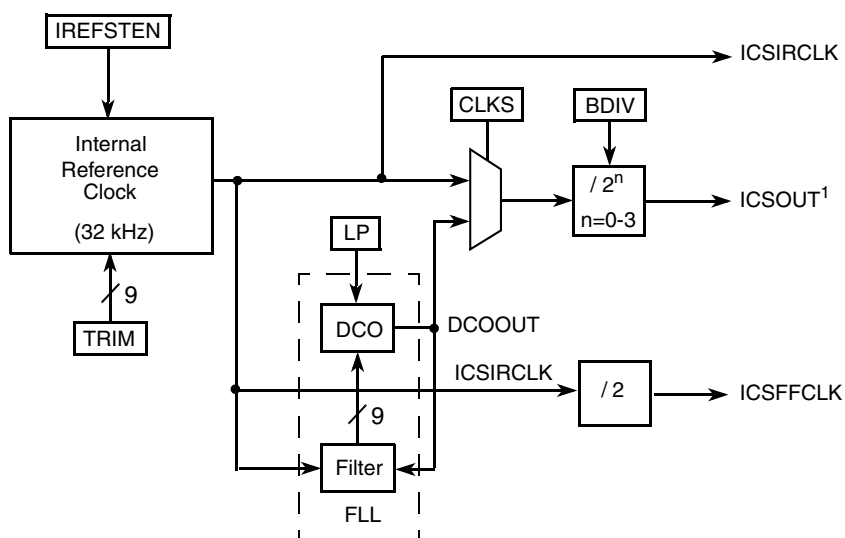 IREFSTEN
ICSIRCLK
CLKS
BDIV
Internal
Reference
Clock
(32 kHz)
/ 2ⁿ
n=0-3
ICSOUT¹
LP
9
TRIM
DCO
DCOOUT
ICSIRCLK
/ 2
ICSFFCLK
9
Filter
FLL